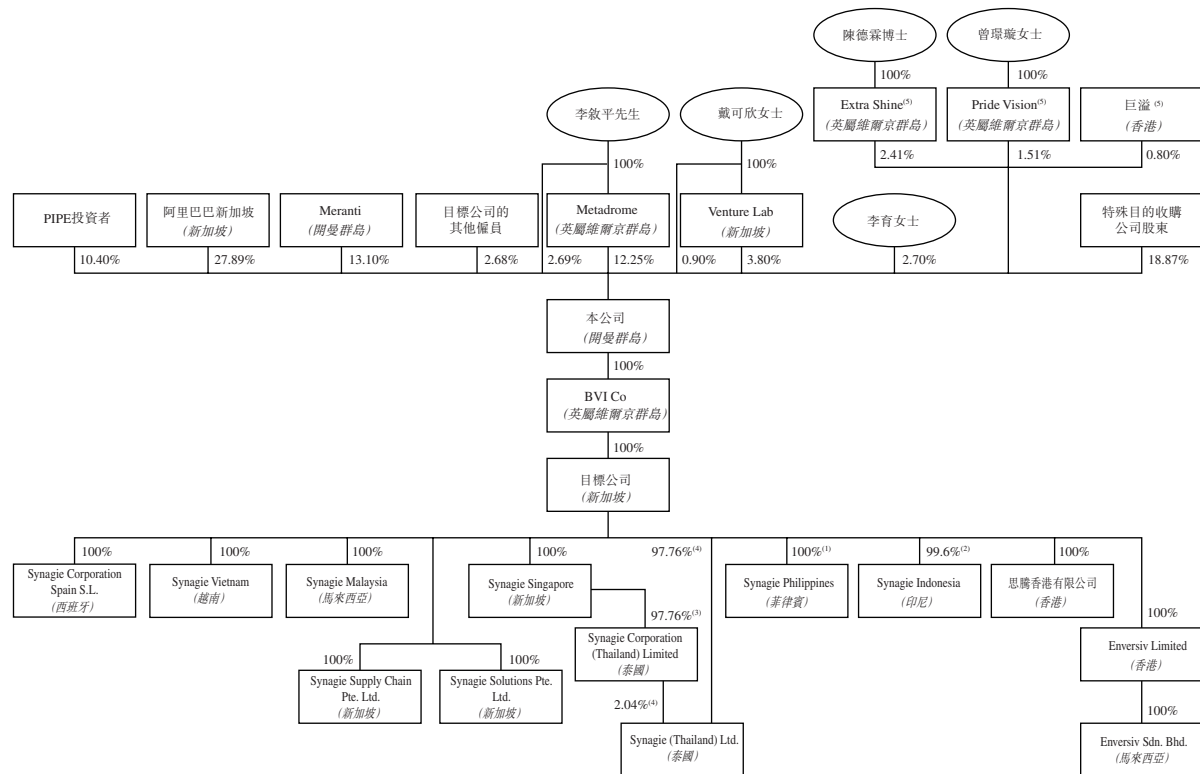 陳德霖博士
曾璟璇女士
100%
100%
Extra Shine(5)
(英屬維爾京群島)
Pride Vision(5)
(英屬維爾京群島)
巨溢 (5)
(香港)
2.41%
1.51%
0.80%
李敘平先生
戴可欣女士
100%
100%
PIPE投資者
阿里巴巴新加坡
(新加坡)
Meranti
(開曼群島)
目標公司的
其他僱員
Metadrome
(英屬維爾京群島)
Venture Lab
(新加坡)
李育女士
特殊目的收購
公司股東
10.40%
27.89%
13.10%
2.68%
2.69%
12.25%
0.90%
3.80%
2.70%
18.87%
本公司
(開曼群島)
100%
BVI Co
(英屬維爾京群島)
100%
目標公司
(新加坡)
100%
100%
100%
100%
97.76%(4)
100%(1)
99.6%(2)
100%
Synagie Corporation
Spain S.L.
(西班牙)
Synagie Vietnam
(越南)
Synagie Malaysia
(馬來西亞)
Synagie Singapore
(新加坡)
Synagie Philippines
(菲律賓)
Synagie Indonesia
(印尼)
思騰香港有限公司
(香港)
97.76%(3)
100%
Synagie Corporation
(Thailand) Limited
(泰國)
Enversiv Limited
(香港)
100%
100%
Synagie Supply Chain
Pte. Ltd.
(新加坡)
Synagie Solutions Pte.
Ltd.
(新加坡)
2.04%(4)
100%
Synagie (Thailand) Ltd.
(泰國)
Enversiv Sdn. Bhd.
(馬來西亞)